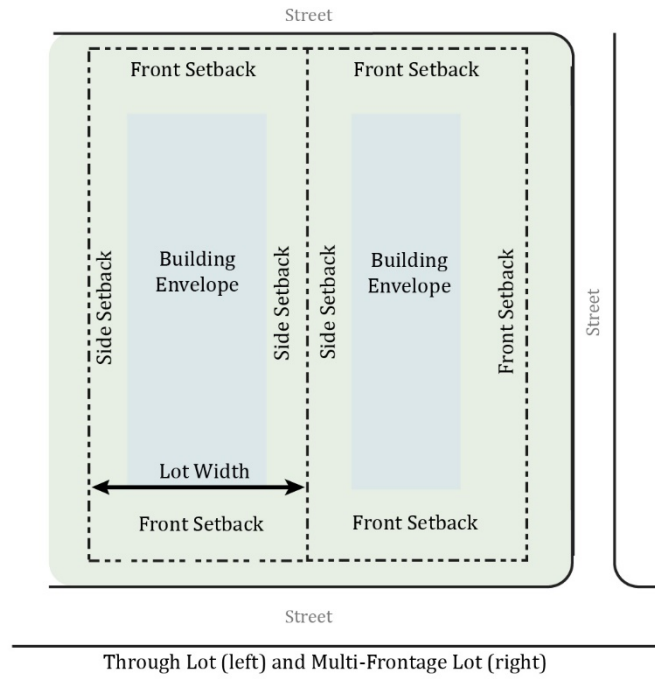 Street
Front Setback
Front Setback
Side Setback
Building
Envelope
Side Setback
Side Setback
Building
Envelope
Front Setback
Street
Lot Width
Front Setback
Front Setback
Street
Through Lot (left) and Multi-Frontage Lot (right)